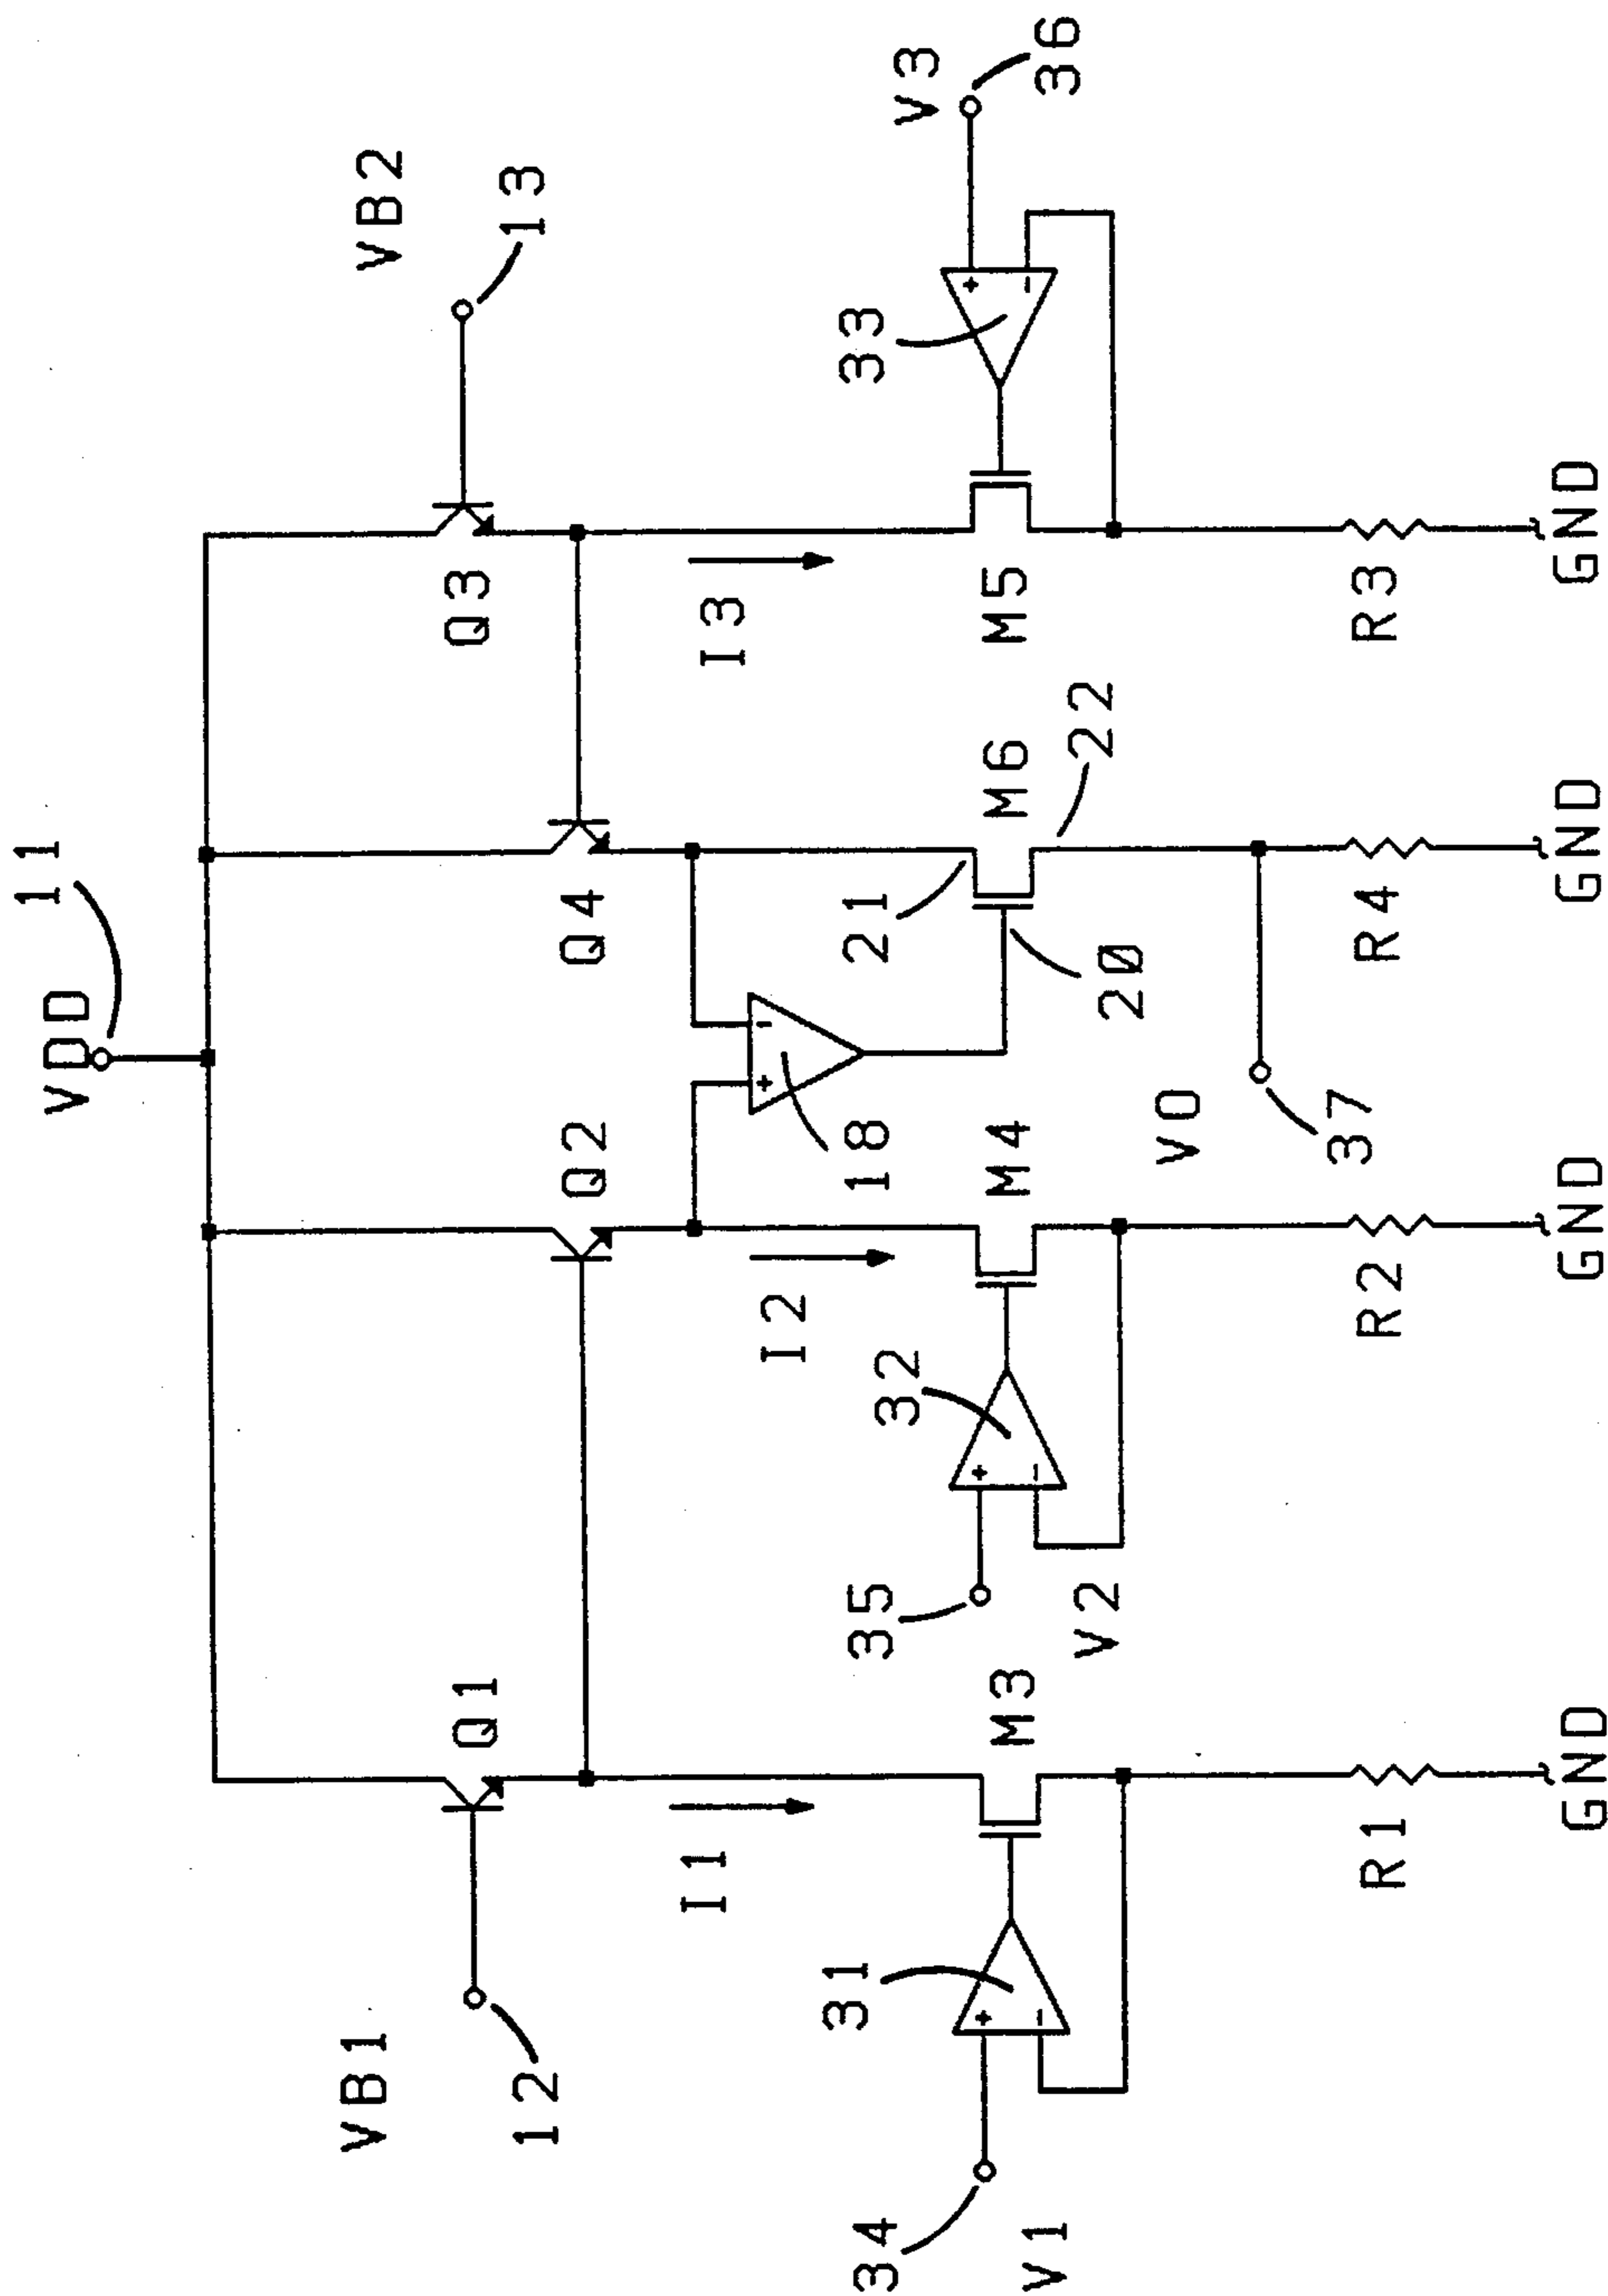 VDD
11
VB1
12
VB2
13
Q1
Q2
Q4
Q3
I1
I2
I3
18
31
32
33
34
V1
35
V2
V3
36
M3
M4
M6
M5
21
20
22
VO
37
R1
R2
R4
R3
GND
GND
GND
GND